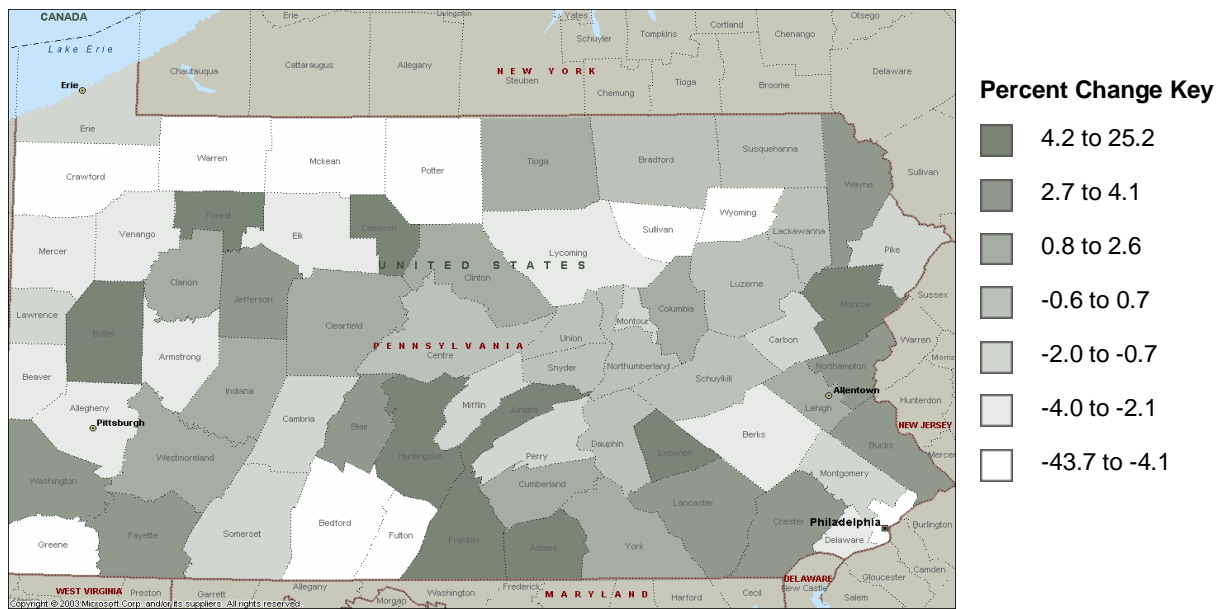 CANADA
Lake Erie
Erie
Erie
Livingston
Yates
Schuyler
Tompkins
Cortland
Chenango
Otsego
Chautauqua
Cattaraugus
Allegany
NEW YORK
Steuben
Chemung
Tioga
Broome
Delaware
Erie
Crawford
Warren
Mckean
Potter
Tioga
Bradford
Susquehanna
Wayne
Sullivan
Mercer
Venango
Forest
Elk
Cameron
Lycoming
Sullivan
Wyoming
Lackawanna
Pike
UNITED STATES
Clarion
Jefferson
Clinton
Columbia
Luzerne
Monroe
Sussex
Lawrence
Butler
Armstrong
Clearfield
PENNSYLVANIA
Centre
Union
Montour
Northumberland
Carbon
Warren
Morris
Beaver
Snyder
Schuylkill
Northampton
Allentown
Allegheny
Pittsburgh
Indiana
Cambria
Blair
Mifflin
Juniata
Lehigh
Hunterdon
NEW JERSEY
Westmoreland
Huntingdon
Perry
Dauphin
Lebanon
Berks
Bucks
Mercer
Washington
Cumberland
Montgomery
Lancaster
Chester
Philadelphia
Burlington
Greene
Fayette
Somerset
Bedford
Fulton
Franklin
Adams
York
Delaware
Camden
Gloucester
WEST VIRGINIA
Preston
Garrett
Allegany
Morgan
Washington
Frederick
MARYLAND
Harford
Cecil
DELAWARE
New Castle
Salem
Copyright © 2003 Microsoft Corp. and/or its suppliers. All rights reserved.
Percent Change Key
4.2 to 25.2
2.7 to 4.1
0.8 to 2.6
-0.6 to 0.7
-2.0 to -0.7
-4.0 to -2.1
-43.7 to -4.1